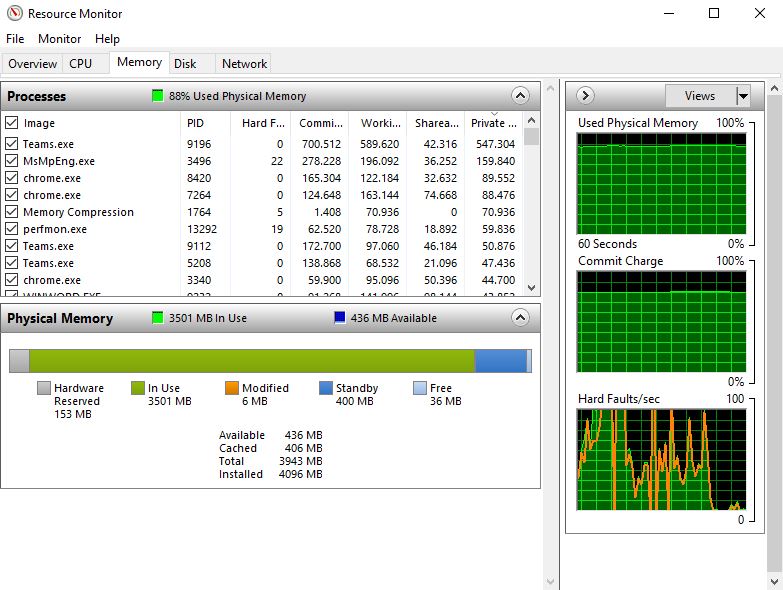 Resource Monitor
File Monitor Help
Overview CPU Memory Disk Network
Processes 88% Used Physical Memory
Image PID Hard F... Commi... Worki... Sharea... Private ...
Teams.exe 9196 0 700.512 589.620 42.316 547.304
MsMpEng.exe 3496 22 278.228 196.092 36.252 159.840
chrome.exe 8420 0 165.304 122.184 32.632 89.552
chrome.exe 7264 0 124.648 163.144 74.668 88.476
Memory Compression 1764 5 1.408 70.936 0 70.936
perfmon.exe 13292 19 62.520 78.728 18.892 59.836
Teams.exe 9112 0 172.700 97.060 46.184 50.876
Teams.exe 5208 0 138.868 68.532 21.096 47.436
chrome.exe 3340 0 59.900 95.096 50.396 44.700
WINWORD.EXE
Physical Memory 3501 MB In Use 436 MB Available
Hardware Reserved 153 MB
In Use 3501 MB
Modified 6 MB
Standby 400 MB
Free 36 MB
Available 436 MB
Cached 406 MB
Total 3943 MB
Installed 4096 MB
Views
Used Physical Memory 100%
60 Seconds 0%
Commit Charge 100%
0%
Hard Faults/sec 100
0